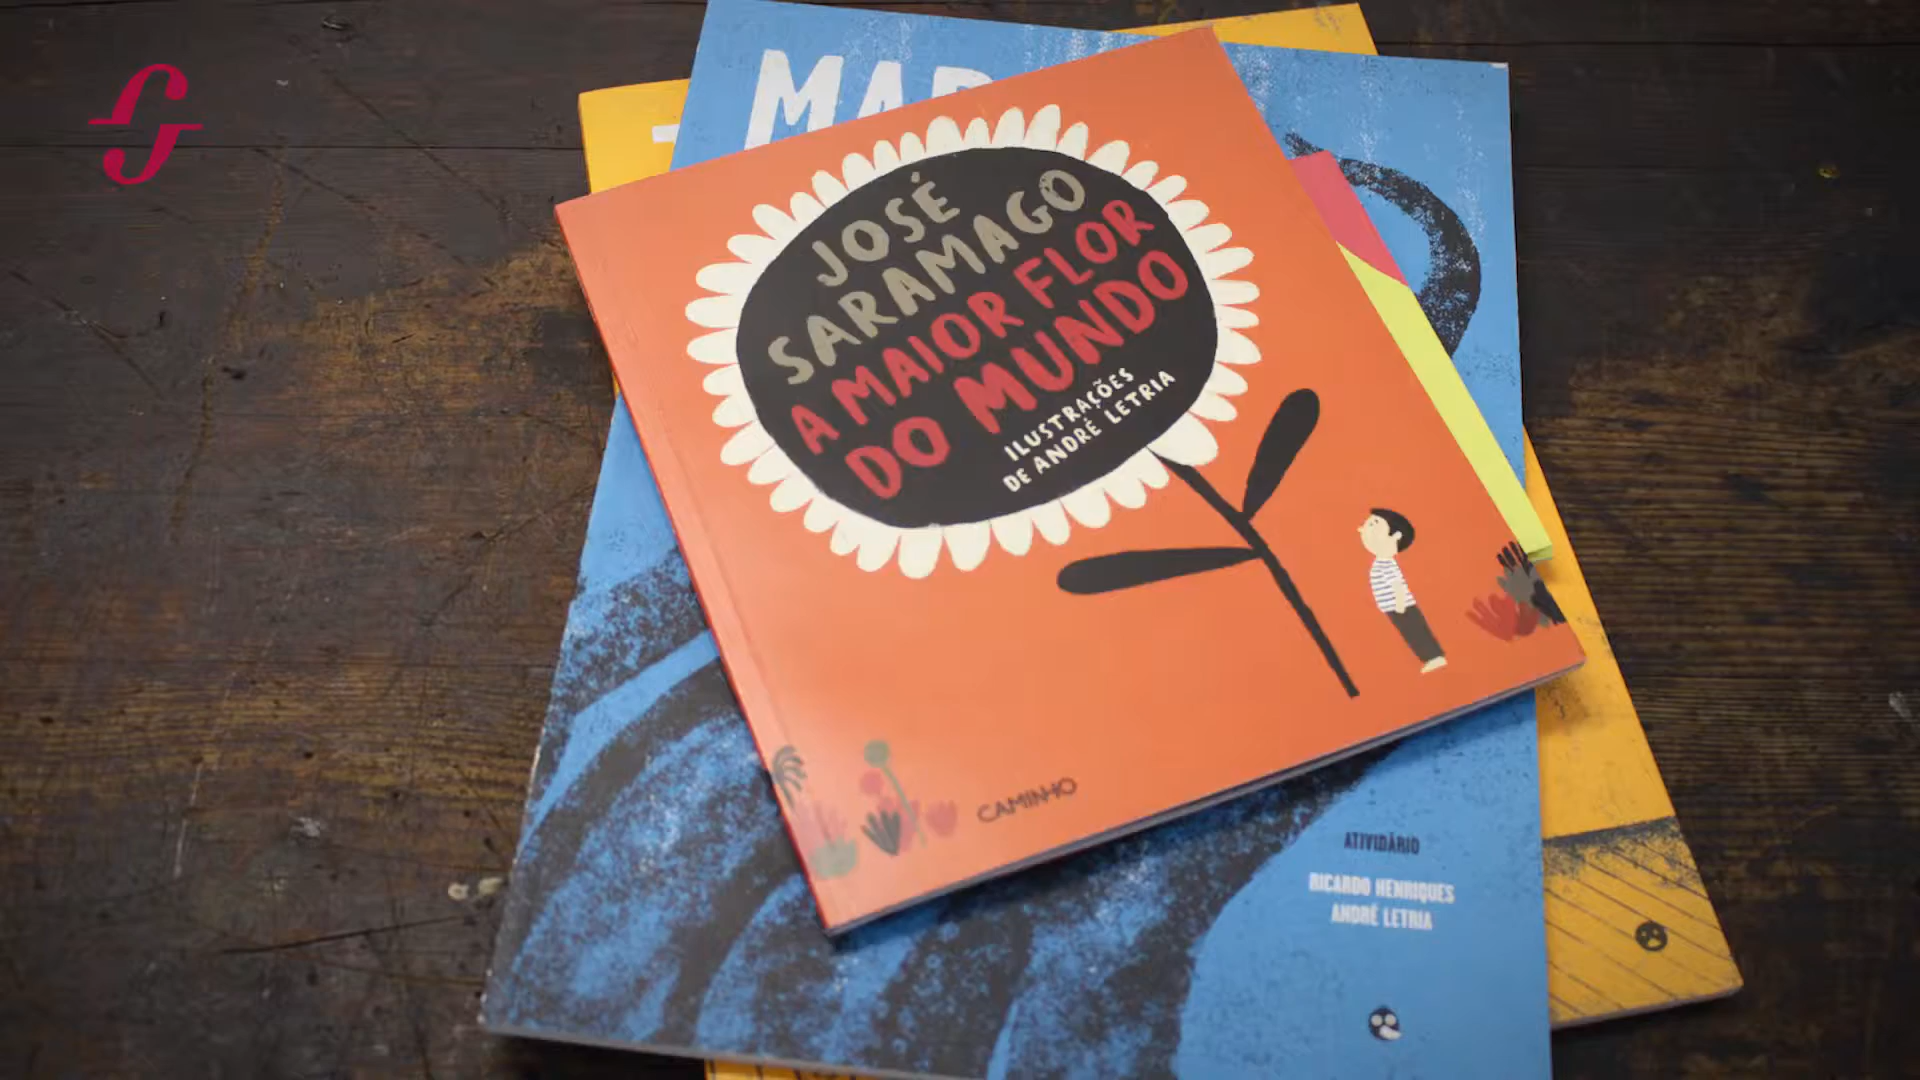 JOSÉ
SARAMAGO
A MAIOR FLOR
DO MUNDO
ILUSTRAÇÕES
DE ANDRÉ LETRIA
CAMINHO
ATIVIDÁRIO
RICARDO HENRIQUES
ANDRÉ LETRIA